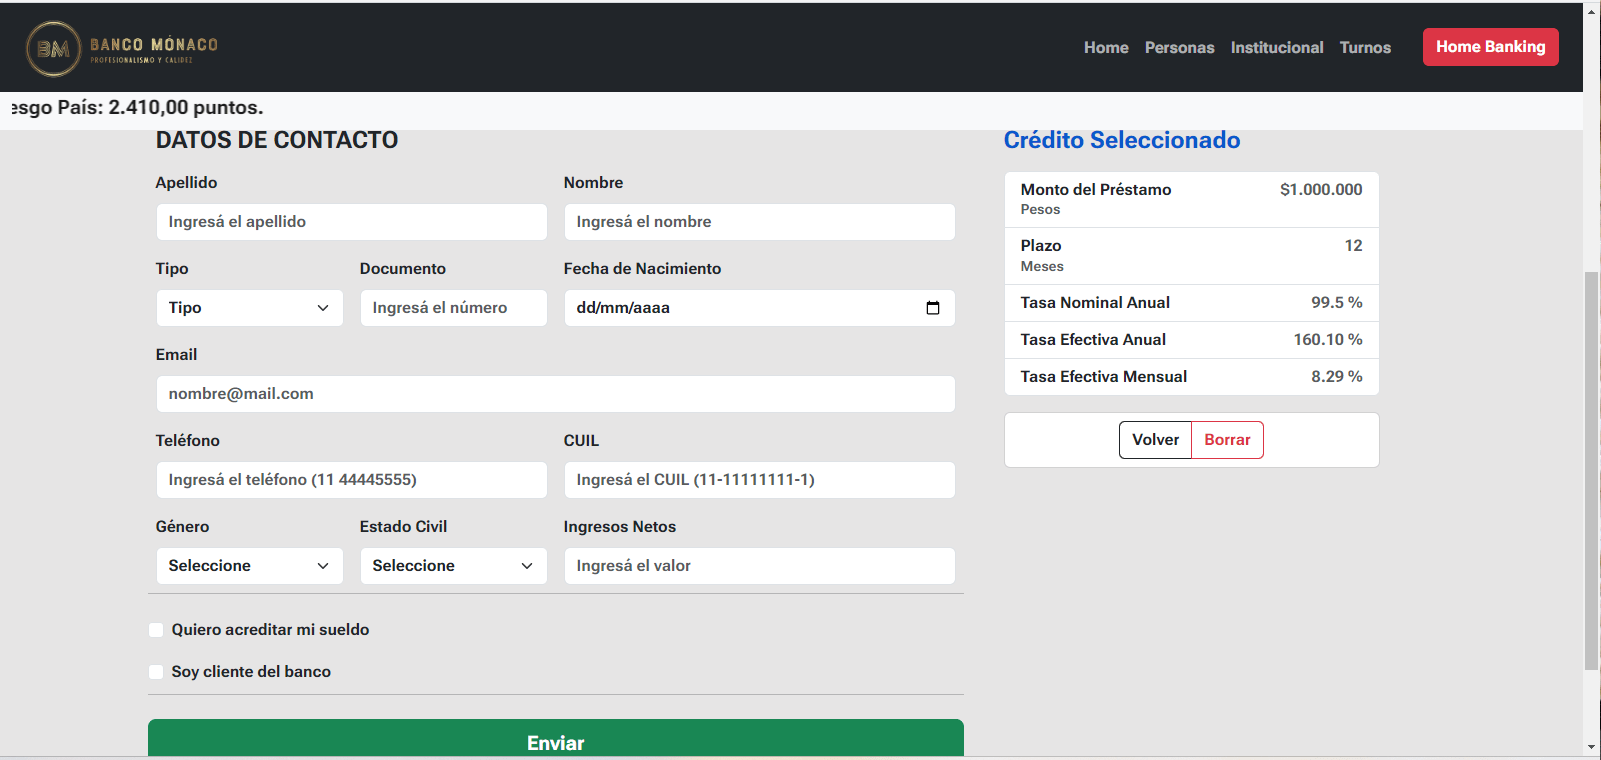 BM
BANCO MÓNACO
PROFESIONALISMO Y CALIDEZ
Home
Personas
Institucional
Turnos
Home Banking
esgo País: 2.410,00 puntos.
DATOS DE CONTACTO
Apellido
Nombre
Ingresá el apellido
Ingresá el nombre
Tipo
Documento
Fecha de Nacimiento
Tipo
Ingresá el número
dd/mm/aaaa
Email
nombre@mail.com
Teléfono
CUIL
Ingresá el teléfono (11 44445555)
Ingresá el CUIL (11-11111111-1)
Género
Estado Civil
Ingresos Netos
Seleccione
Seleccione
Ingresá el valor
Quiero acreditar mi sueldo
Soy cliente del banco
Enviar
Crédito Seleccionado
Monto del Préstamo $1.000.000
Pesos
Plazo 12
Meses
Tasa Nominal Anual 99.5 %
Tasa Efectiva Anual 160.10 %
Tasa Efectiva Mensual 8.29 %
Volver
Borrar